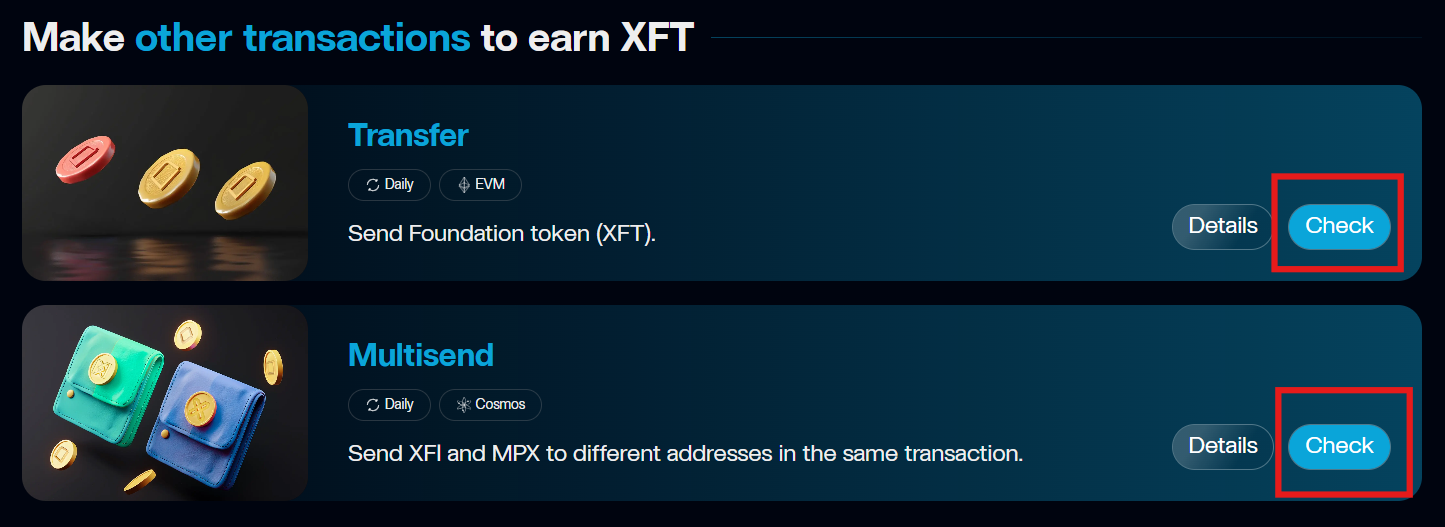 Make other transactions to earn XFT
Transfer
Daily
EVM
Send Foundation token (XFT).
Details
Check
Multisend
Daily
Cosmos
Send XFI and MPX to different addresses in the same transaction.
Details
Check